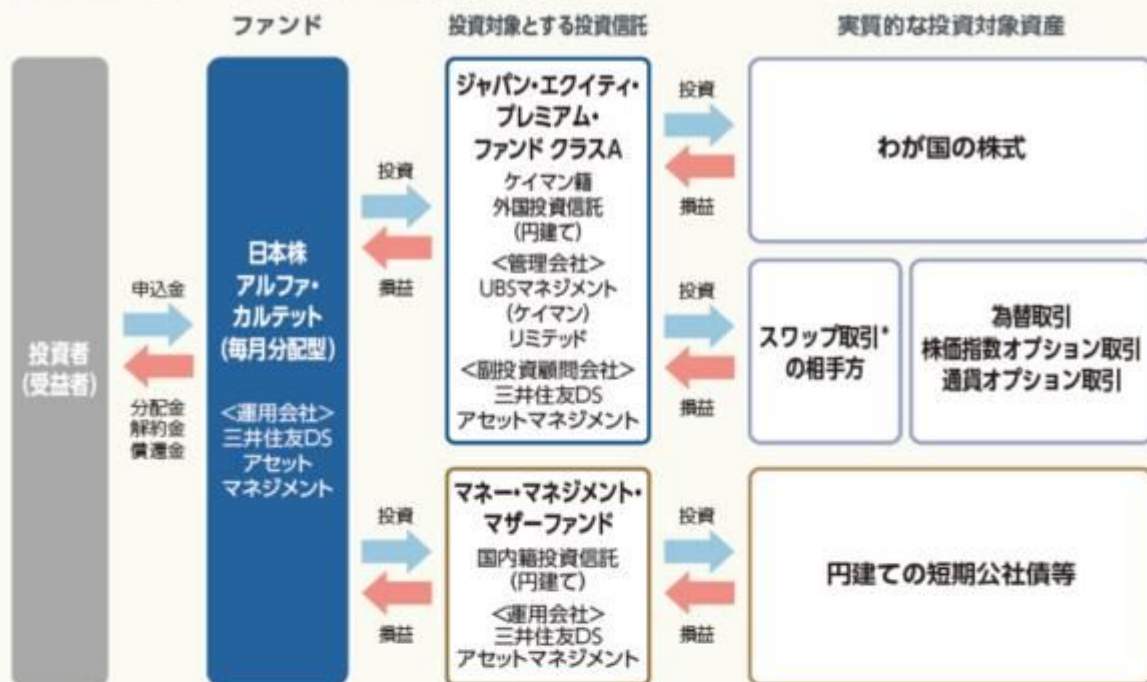 ファンド
投資対象とする投資信託
実質的な投資対象資産
投資者
(受益者)
申込金
分配金
解約金
償還金
日本株
アルファ・
カルテット
(毎月分配型)
<運用会社>
三井住友DS
アセット
マネジメント
投資
損益
ジャパン・エクイティ・
プレミアム・
ファンド クラスA
ケイマン籍
外国投資信託
(円建て)
<管理会社>
UBSマネジメント
(ケイマン)
リミテッド
<副投資顧問会社>
三井住友DS
アセットマネジメント
投資
損益
わが国の株式
投資
損益
スワップ取引*
の相手方
為替取引
株価指数オプション取引
通貨オプション取引
投資
損益
マネー・マネジメント・
マザーファンド
国内籍投資信託
(円建て)
<運用会社>
三井住友DS
アセットマネジメント
投資
損益
円建ての短期公社債等